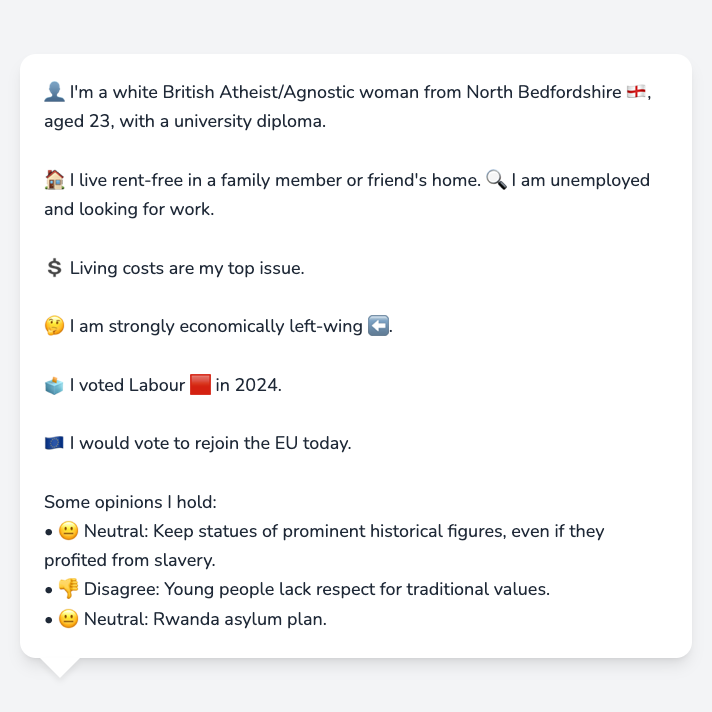 👤 I'm a white British Atheist/Agnostic woman from North Bedfordshire 🏴󠁧󠁢󠁥󠁮󠁧󠁿,
aged 23, with a university diploma.
🏠 I live rent-free in a family member or friend's home. 🔍 I am unemployed
and looking for work.
💲 Living costs are my top issue.
🤔 I am strongly economically left-wing ⬅️.
🗳️ I voted Labour 🟥 in 2024.
🇪🇺 I would vote to rejoin the EU today.
Some opinions I hold:
• 😐 Neutral: Keep statues of prominent historical figures, even if they
profited from slavery.
• 👎 Disagree: Young people lack respect for traditional values.
• 😐 Neutral: Rwanda asylum plan.